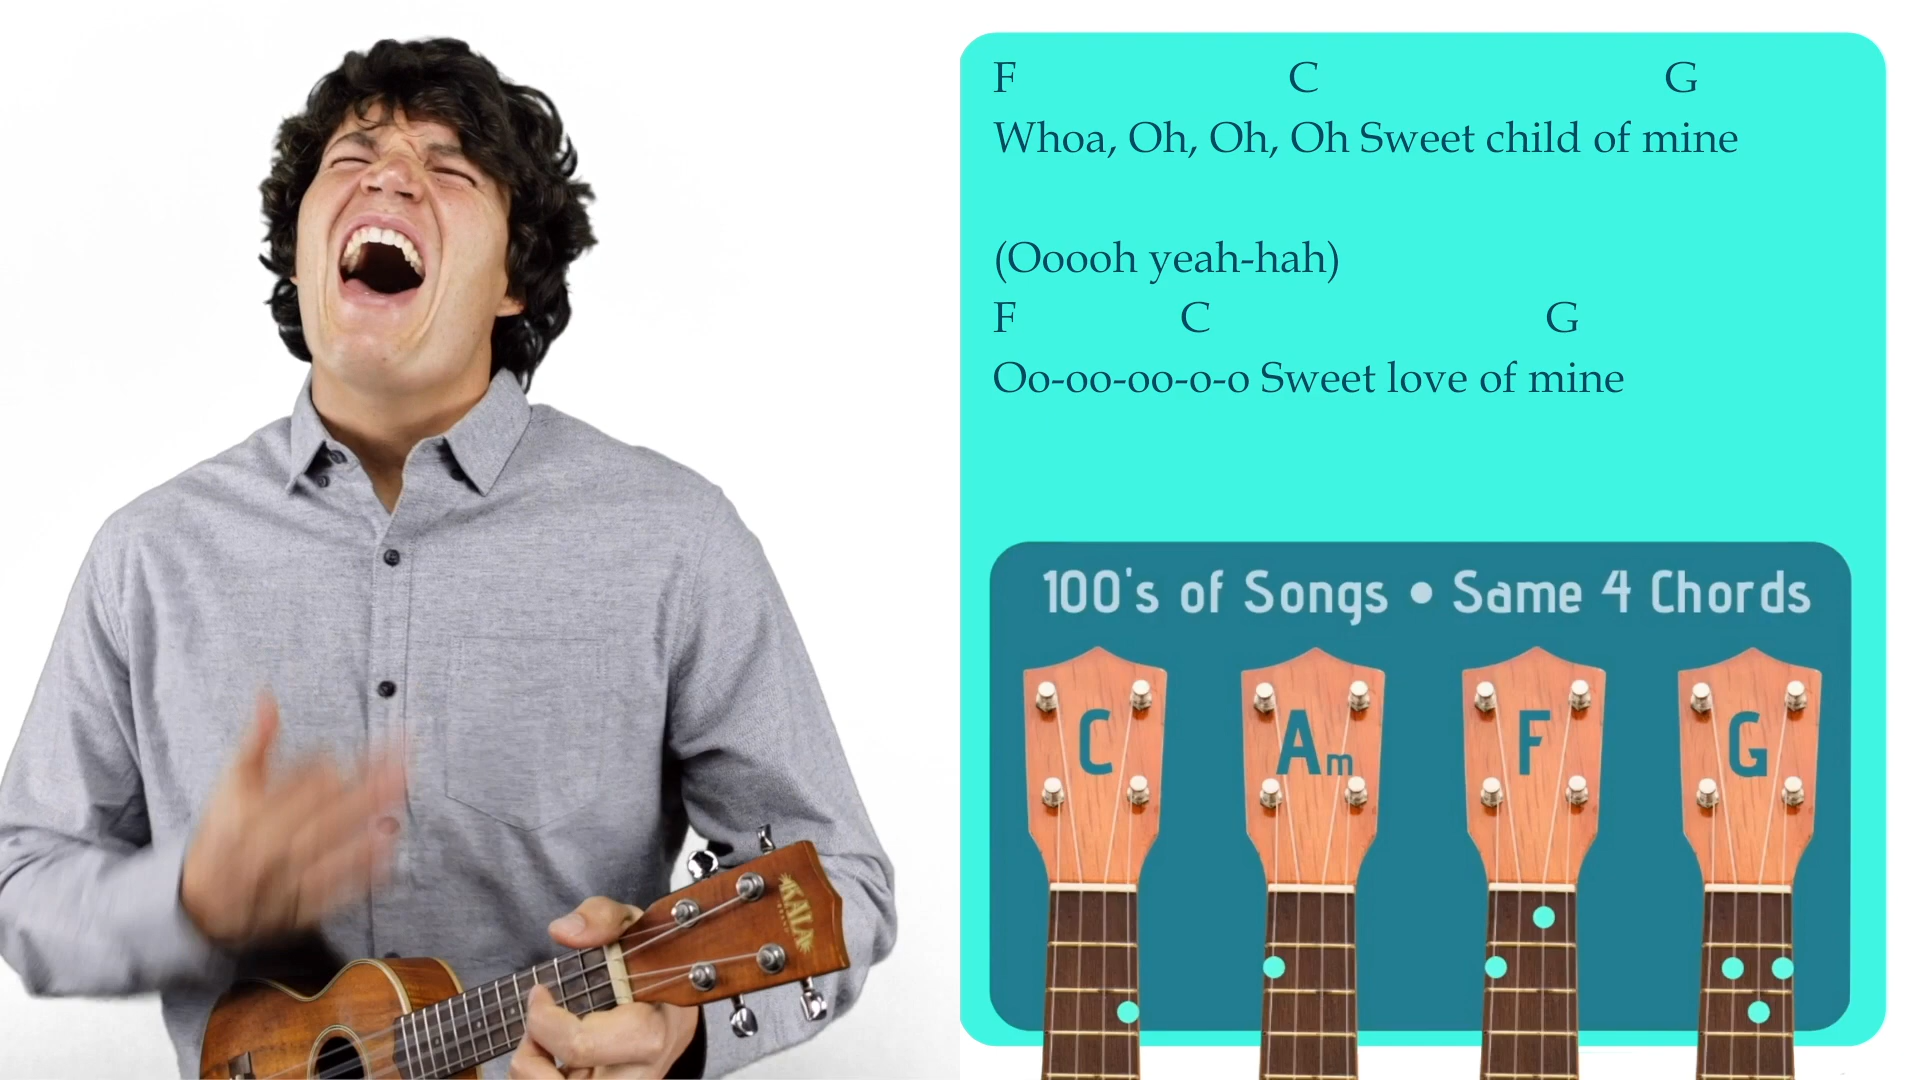 F C G
Whoa, Oh, Oh, Oh Sweet child of mine
(Ooooh yeah-hah)
F C G
Oo-oo-oo-o-o Sweet love of mine
100's of Songs • Same 4 Chords
C Am F G
KALA